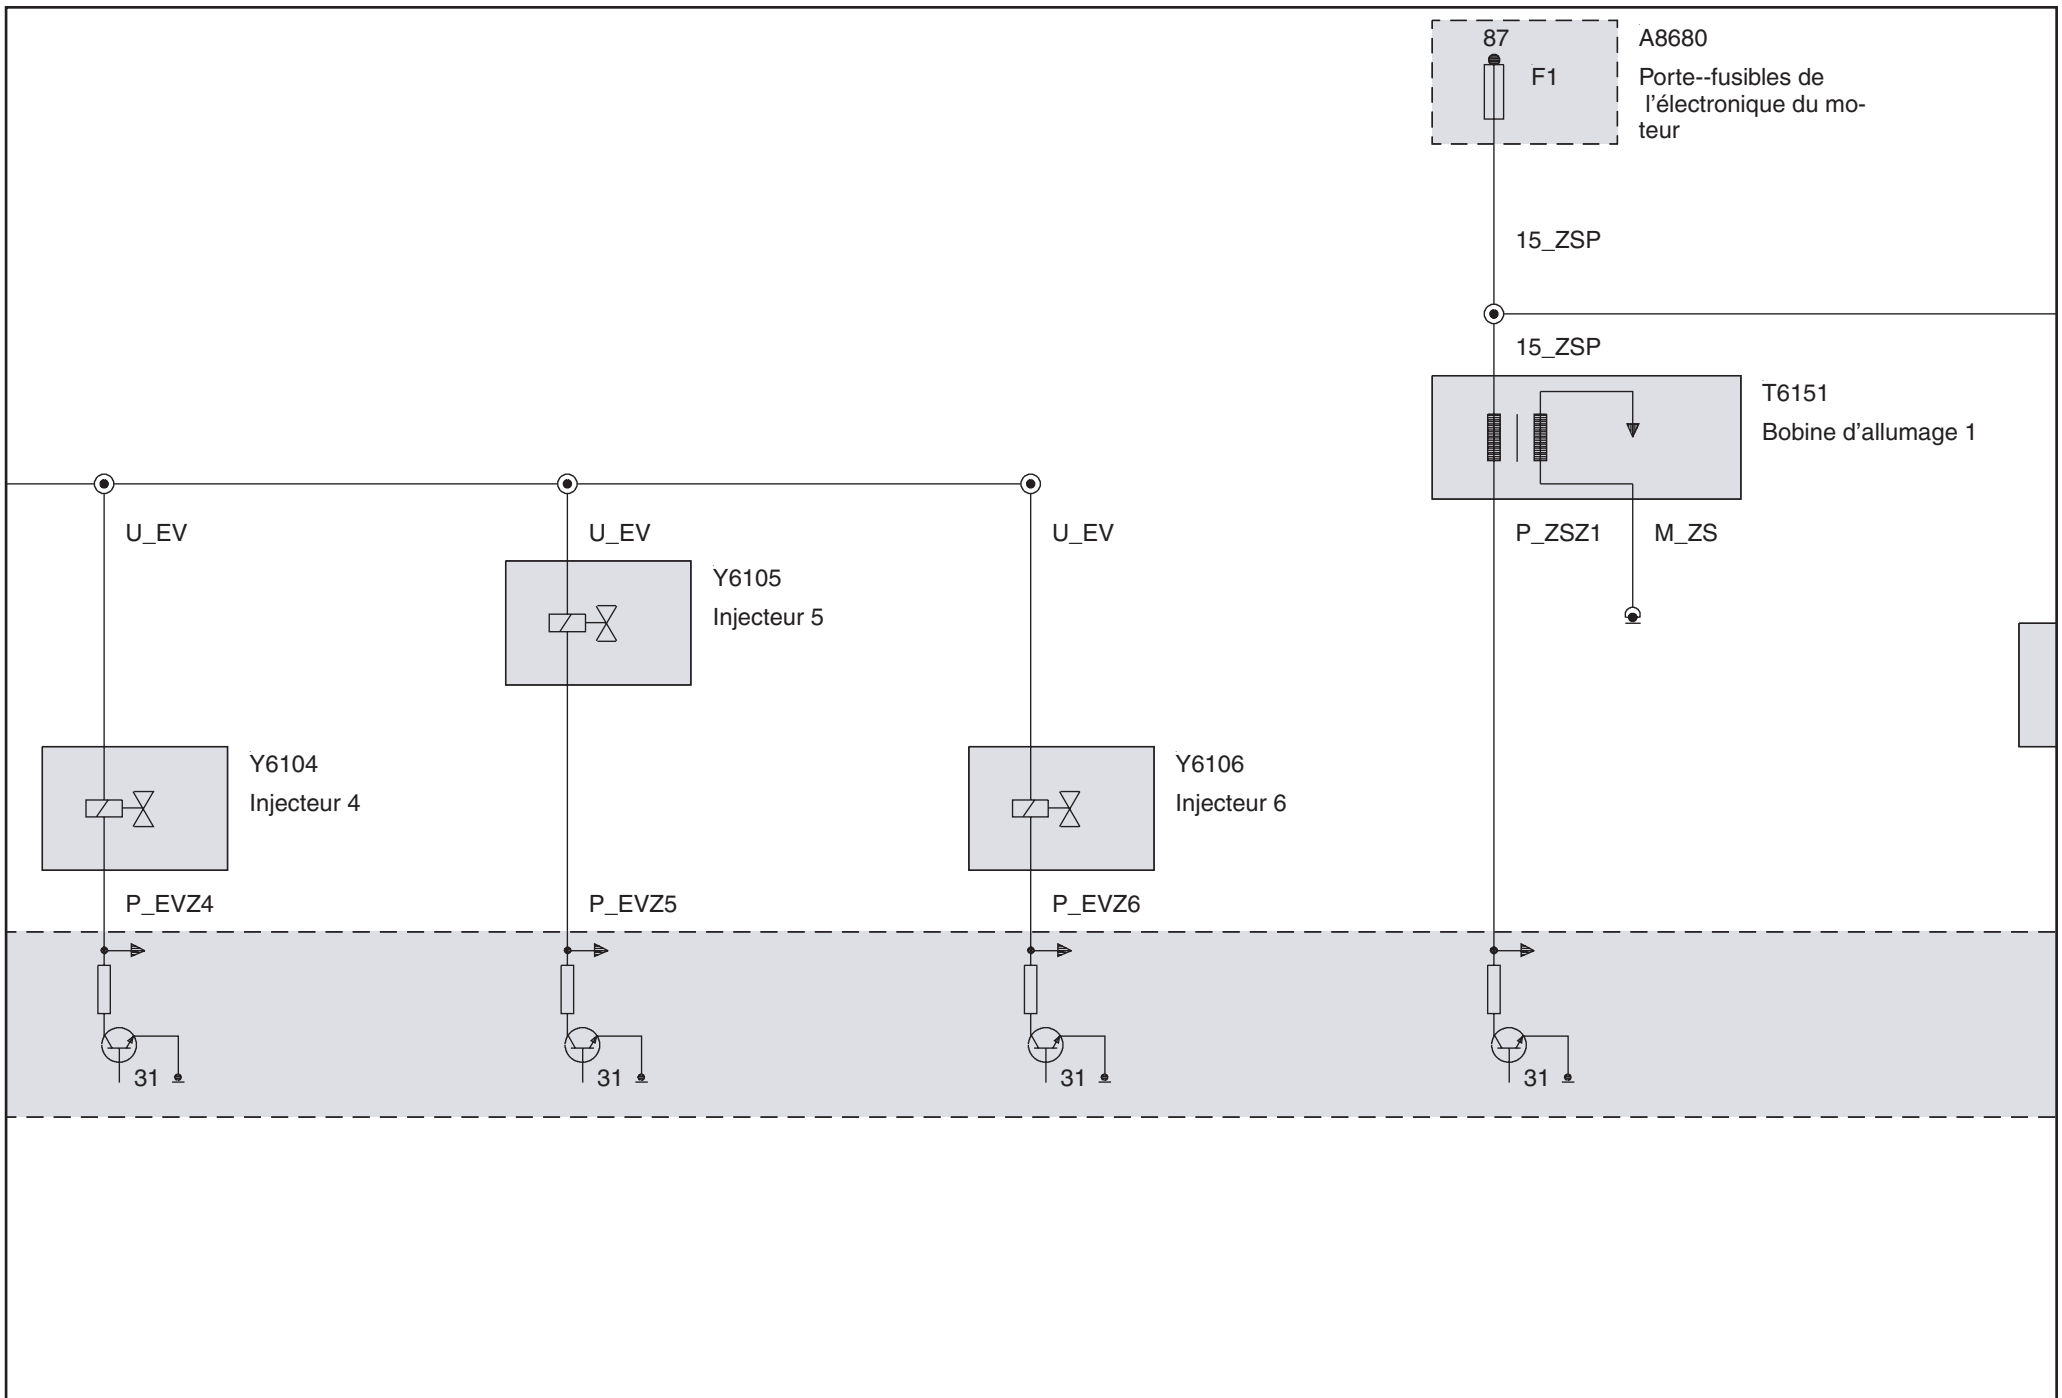 87
F1
A8680
Porte--fusibles de
l'électronique du mo-
teur
15_ZSP
15_ZSP
T6151
Bobine d'allumage 1
U_EV
U_EV
U_EV
P_ZSZ1
M_ZS
Y6105
Injecteur 5
Y6104
Injecteur 4
Y6106
Injecteur 6
P_EVZ4
P_EVZ5
P_EVZ6
31
31
31
31